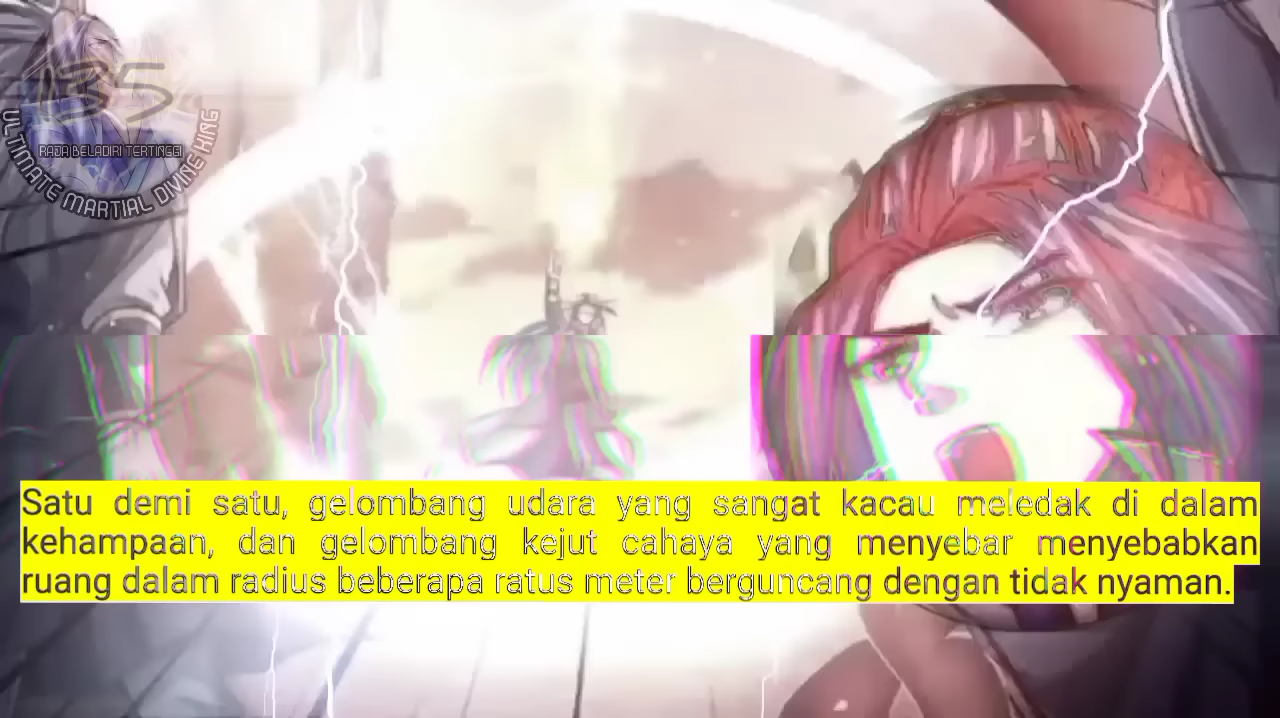 135
RAJA BELADIRI TERTINGGI
ULTIMATE MARTIAL DIVINE KING
Satu demi satu, gelombang udara yang sangat kacau meledak di dalam
kehampaan, dan gelombang kejut cahaya yang menyebar menyebabkan
ruang dalam radius beberapa ratus meter berguncang dengan tidak nyaman.